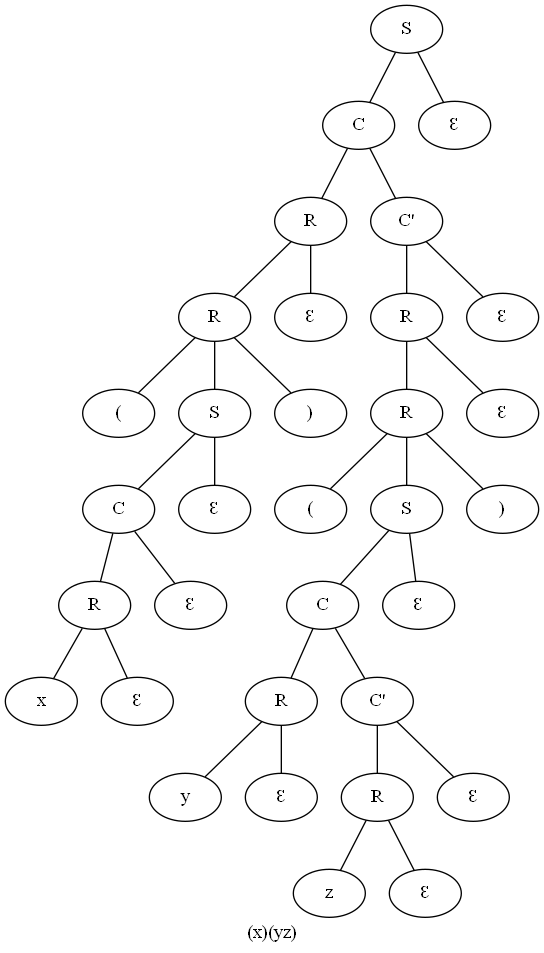 S
C ε
R C'
R ε R ε
( S ) R ε
C ε ( S )
R ε C ε
x ε R C'
y ε R ε
z ε
(x)(yz)